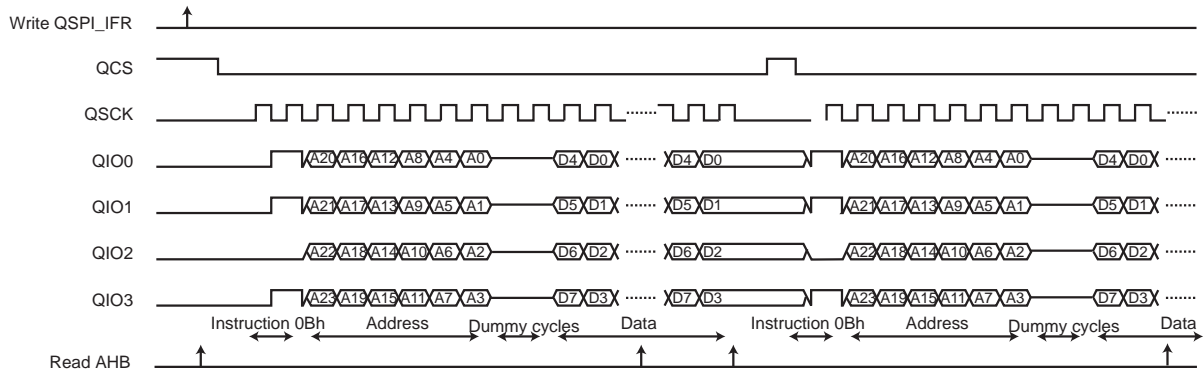 Write QSPI_IFR
QCS
QSCK
QIO0 A20 A16 A12 A8 A4 A0 D4 D0 D4 D0 A20 A16 A12 A8 A4 A0 D4 D0
QIO1 A21 A17 A13 A9 A5 A1 D5 D1 D5 D1 A21 A17 A13 A9 A5 A1 D5 D1
QIO2 A22 A18 A14 A10 A6 A2 D6 D2 D6 D2 A22 A18 A14 A10 A6 A2 D6 D2
QIO3 A23 A19 A15 A11 A7 A3 D7 D3 D7 D3 A23 A19 A15 A11 A7 A3 D7 D3
Instruction 0Bh Address Dummy cycles Data Instruction 0Bh Address Dummy cycles Data
Read AHB